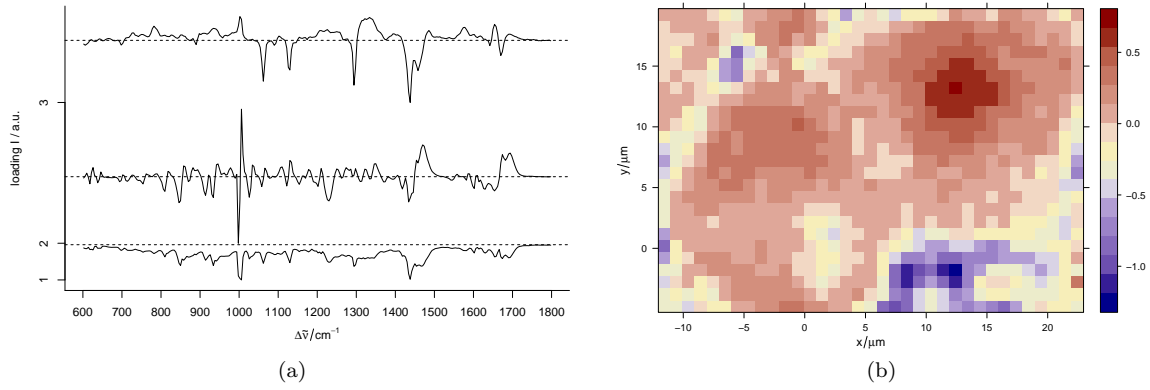 loading I / a.u.
3
2
1
600 700 800 900 1000 1100 1200 1300 1400 1500 1600 1700 1800
Δν̃/cm⁻¹
(a)
y/µm
15
10
5
0
−10 −5 0 5 10 15 20
x/µm
0.5
0.0
−0.5
−1.0
(b)